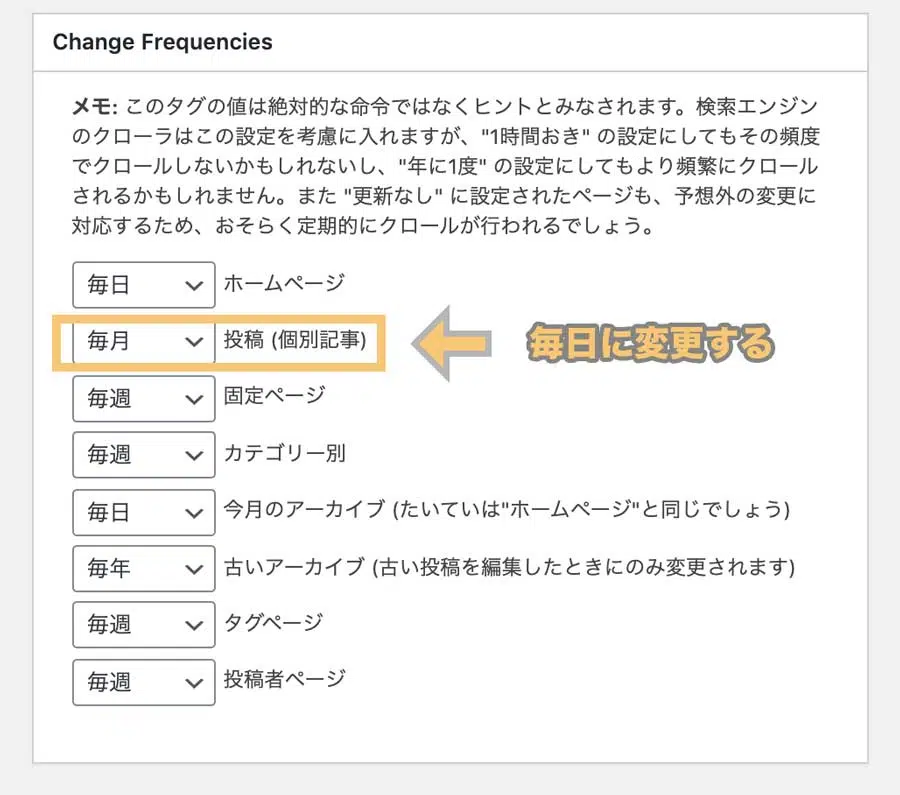 Change Frequencies
メモ: このタグの値は絶対的な命令ではなくヒントとみなされます。検索エンジン
のクローラはこの設定を考慮に入れますが、"1時間おき" の設定にしてもその頻度
でクロールしないかもしれないし、"年に1度" の設定にしてもより頻繁にクロール
されるかもしれません。また "更新なし" に設定されたページも、予想外の変更に
対応するため、おそらく定期的にクロールが行われるでしょう。
毎日 ホームページ
毎月 投稿 (個別記事) 毎日に変更する
毎週 固定ページ
毎週 カテゴリー別
毎日 今月のアーカイブ (たいていは"ホームページ"と同じでしょう)
毎年 古いアーカイブ (古い投稿を編集したときにのみ変更されます)
毎週 タグページ
毎週 投稿者ページ